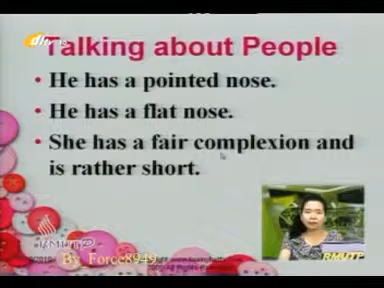 Talking about People
• He has a pointed nose.
• He has a flat nose.
• She has a fair complexion and
is rather short.
RMUTP
RMUTP
By Force8949